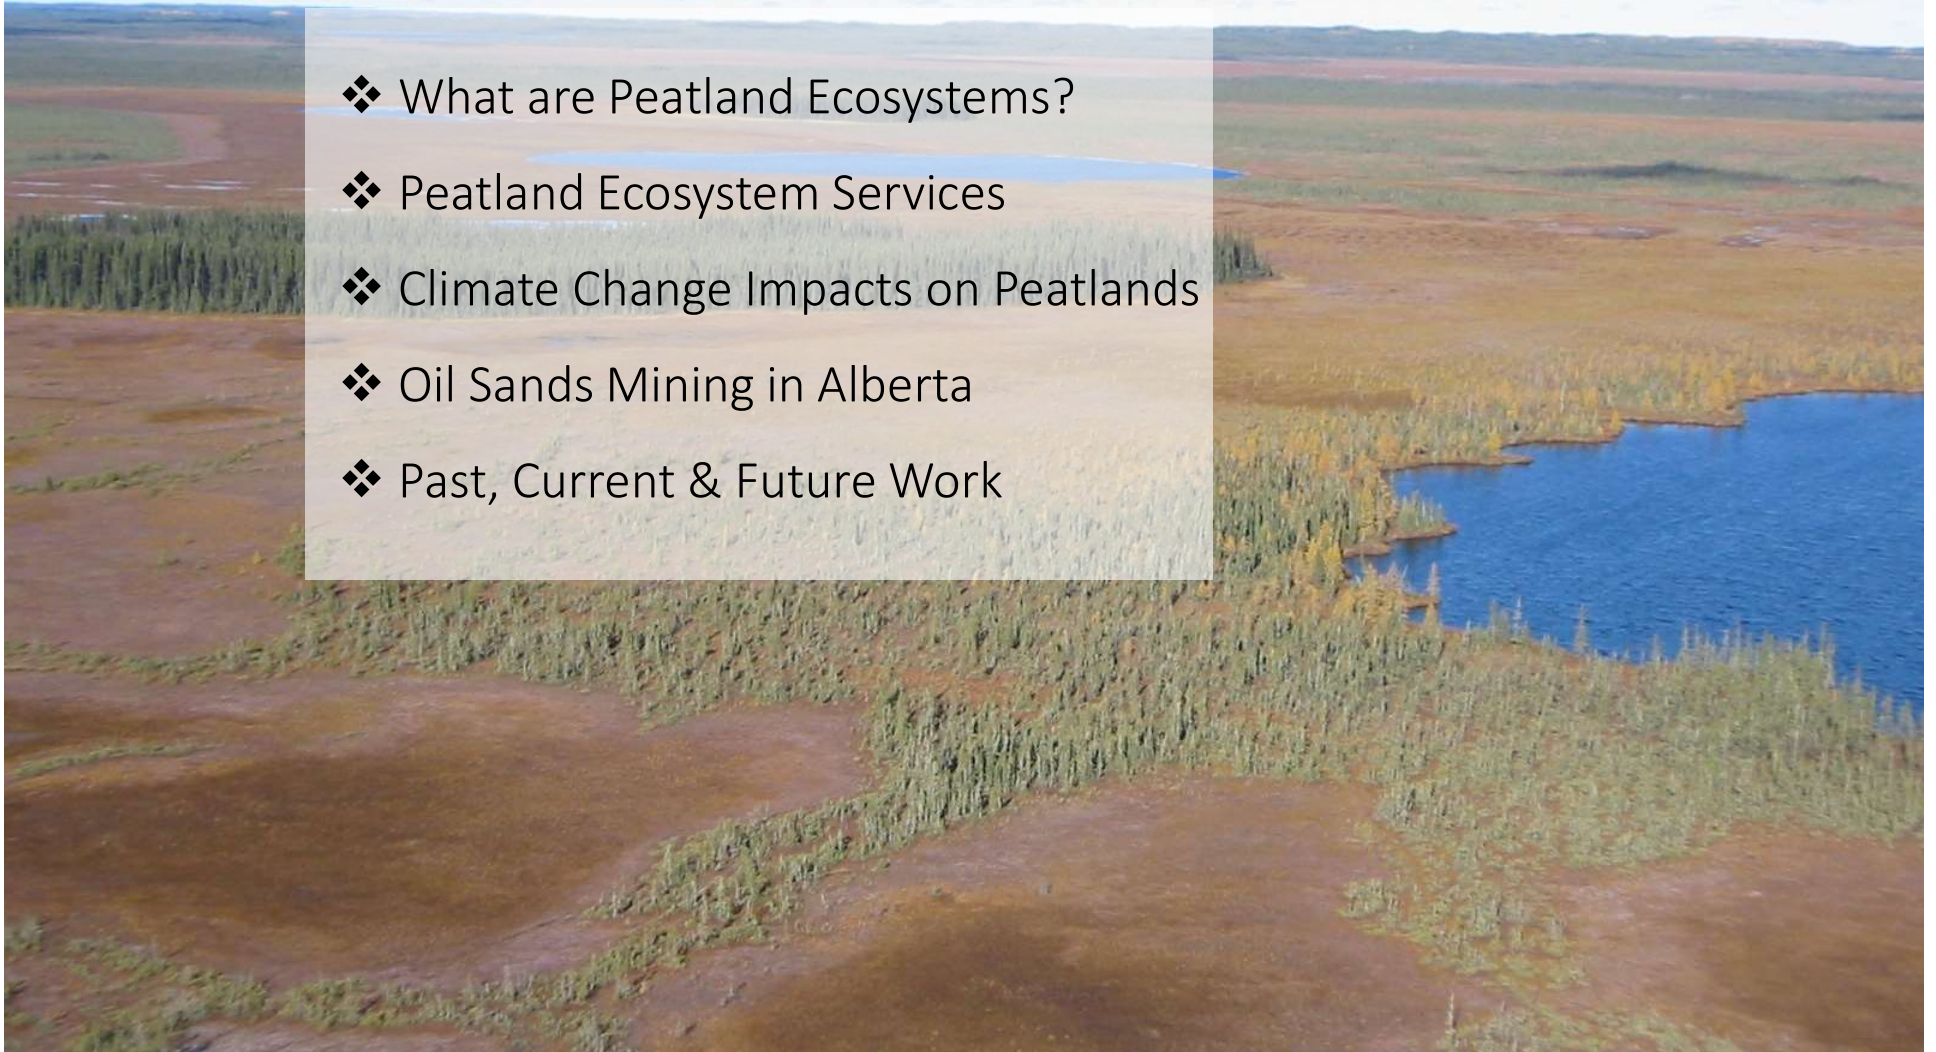 ❖ What are Peatland Ecosystems?
❖ Peatland Ecosystem Services
❖ Climate Change Impacts on Peatlands
❖ Oil Sands Mining in Alberta
❖ Past, Current & Future Work